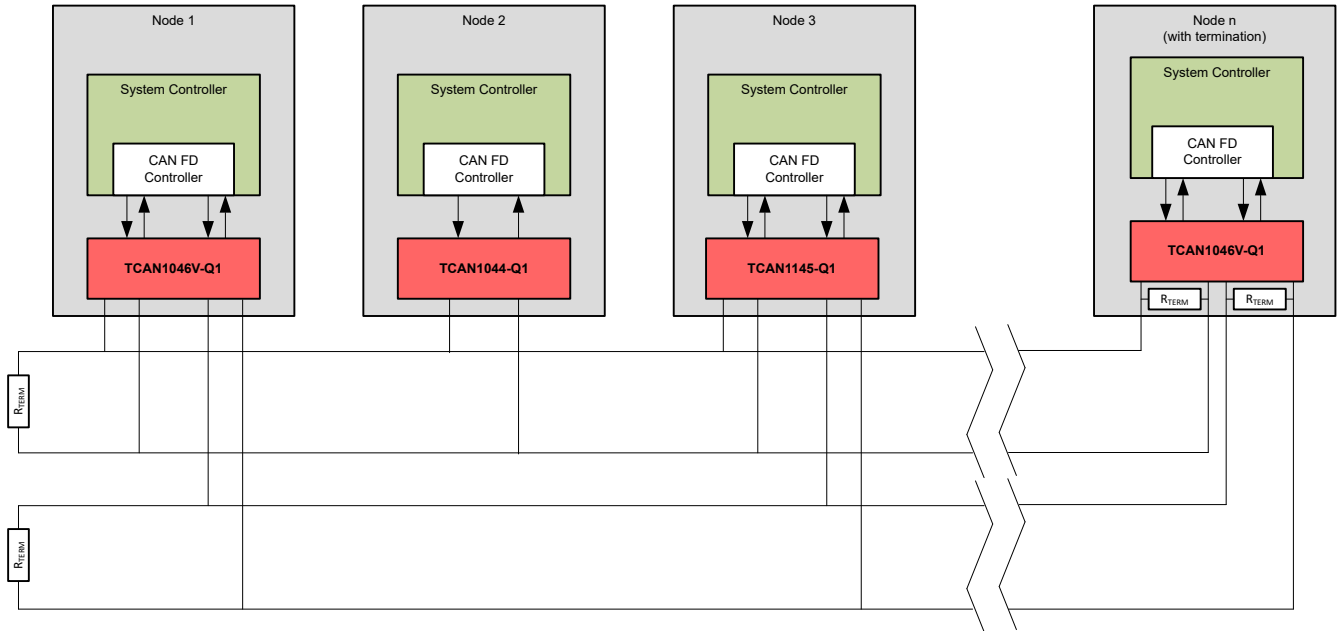 Node 1
System Controller
CAN FD
Controller
TCAN1046V-Q1
Node 2
System Controller
CAN FD
Controller
TCAN1044-Q1
Node 3
System Controller
CAN FD
Controller
TCAN1145-Q1
Node n
(with termination)
System Controller
CAN FD
Controller
TCAN1046V-Q1
RTERM
RTERM
RTERM
RTERM